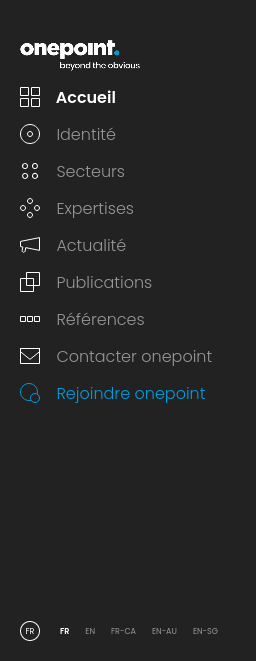 onepoint.
beyond the obvious
Accueil
Identité
Secteurs
Expertises
Actualité
Publications
Références
Contacter onepoint
Rejoindre onepoint
FR FR EN FR-CA EN-AU EN-SG